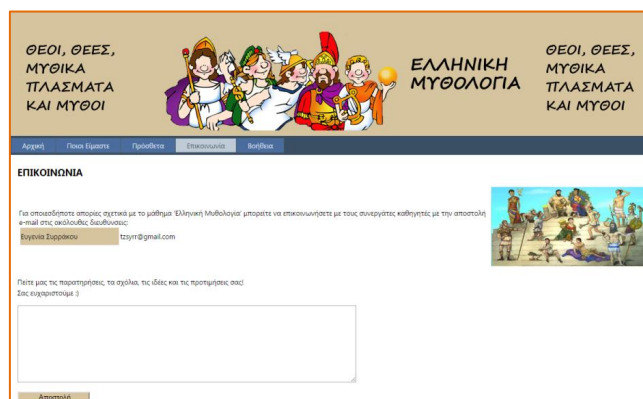 ΘΕΟΙ, ΘΕΕΣ,
ΜΥΘΙΚΑ
ΠΛΑΣΜΑΤΑ
ΚΑΙ ΜΥΘΟΙ
ΕΛΛΗΝΙΚΗ
ΜΥΘΟΛΟΓΙΑ
ΘΕΟΙ, ΘΕΕΣ,
ΜΥΘΙΚΑ
ΠΛΑΣΜΑΤΑ
ΚΑΙ ΜΥΘΟΙ
Αρχική Ποιοι Είμαστε Πρόσθετα Επικοινωνία Βοήθεια
ΕΠΙΚΟΙΝΩΝΙΑ
Για οποιεσδήποτε απορίες σχετικά με το μάθημα 'Ελληνική Μυθολογία' μπορείτε να επικοινωνήσετε με τους συνεργάτες καθηγητές με την αποστολή
e-mail στις ακόλουθες διευθύνσεις:
Ευγενία Συρράκου tzsyrr@gmail.com
Πείτε μας τις παρατηρήσεις, τα σχόλια, τις ιδέες και τις προτιμήσεις σας!
Σας ευχαριστούμε :)
Αποστολή